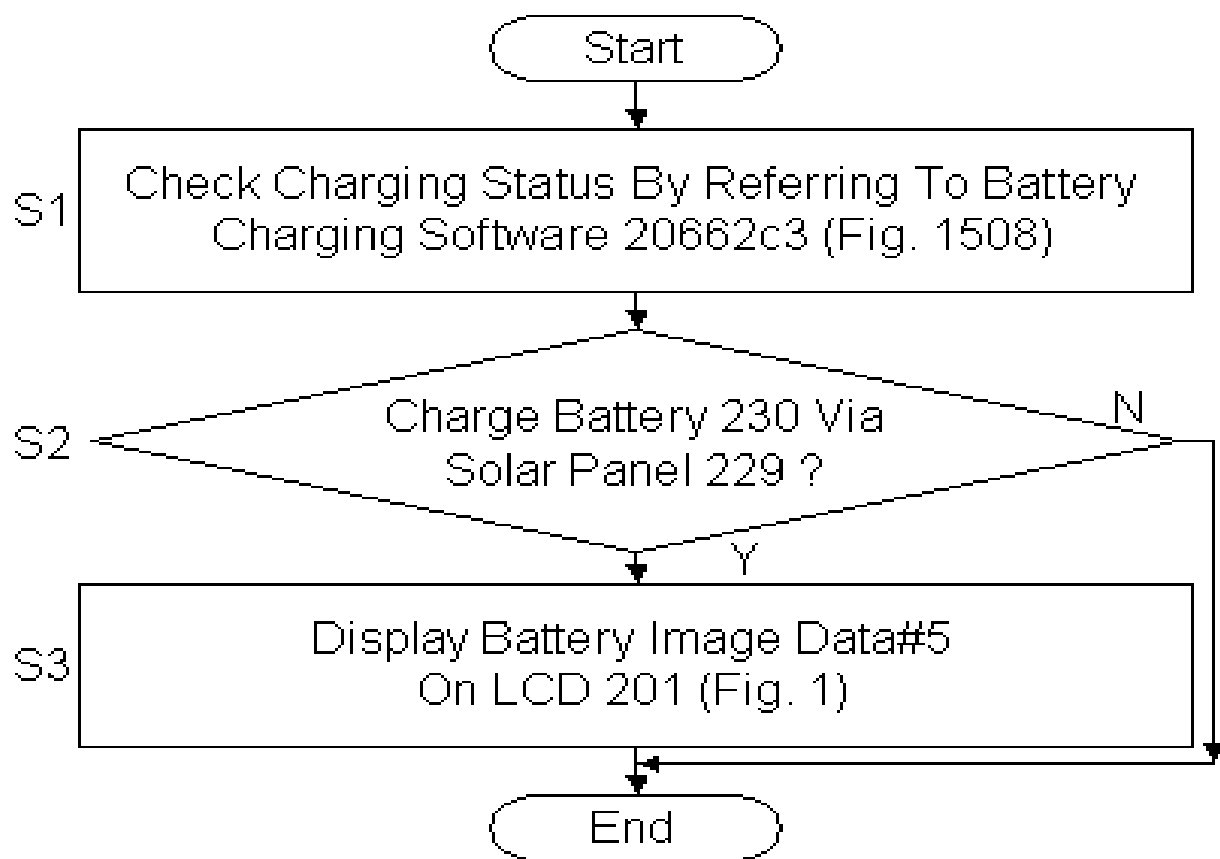 Start
S1
Check Charging Status By Referring To Battery
Charging Software 20662c3 (Fig. 1508)
S2
Charge Battery 230 Via
Solar Panel 229 ?
N
Y
S3
Display Battery Image Data#5
On LCD 201 (Fig. 1)
End